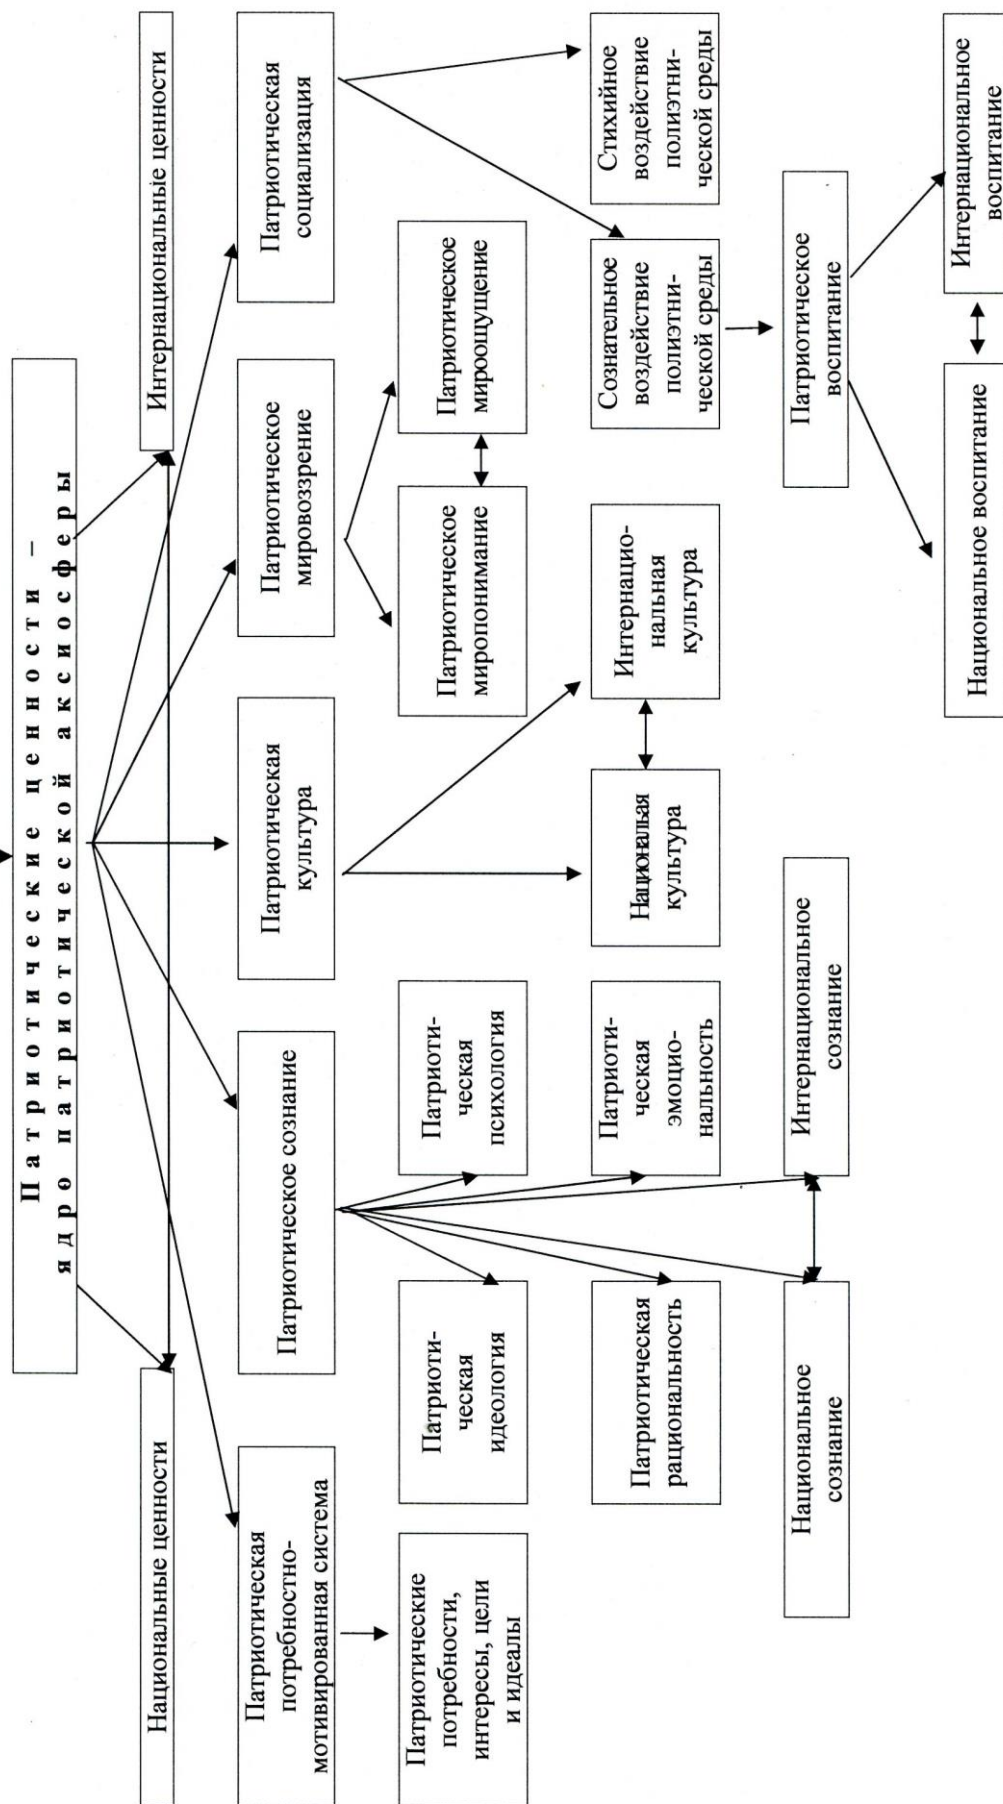 Патриотические ценности –
ядро патриотической аксиосферы
Национальные ценности
Интернациональные ценности
Патриотическая
потребностно-
мотивированная система
Патриотическое сознание
Патриотическая
культура
Патриотическое
мировоззрение
Патриотическая
социализация
Патриотические
потребности,
интересы, цели
и идеалы
Патриоти-
ческая
идеология
Патриоти-
ческая
психология
Патриотическое
миропонимание
Патриотическое
мироощущение
Патриотическая
рациональность
Патриоти-
ческая
эмоцио-
нальность
Националья
культура
Интернацио-
нальная
культура
Сознательное
воздействие
полиэтни-
ческой среды
Стихийное
воздействие
полиэтни-
ческой среды
Национальное
сознание
Интернациональное
сознание
Патриотическое
воспитание
Национальное воспитание
Интернациональное
воспитание